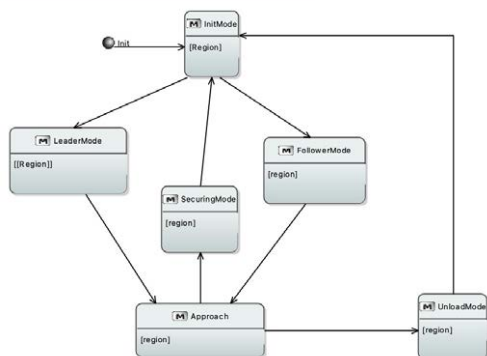 InitMode
Init
[Region]
LeaderMode
[[Region]]
FollowerMode
[region]
SecuringMode
[region]
Approach
[region]
UnloadMode
[region]